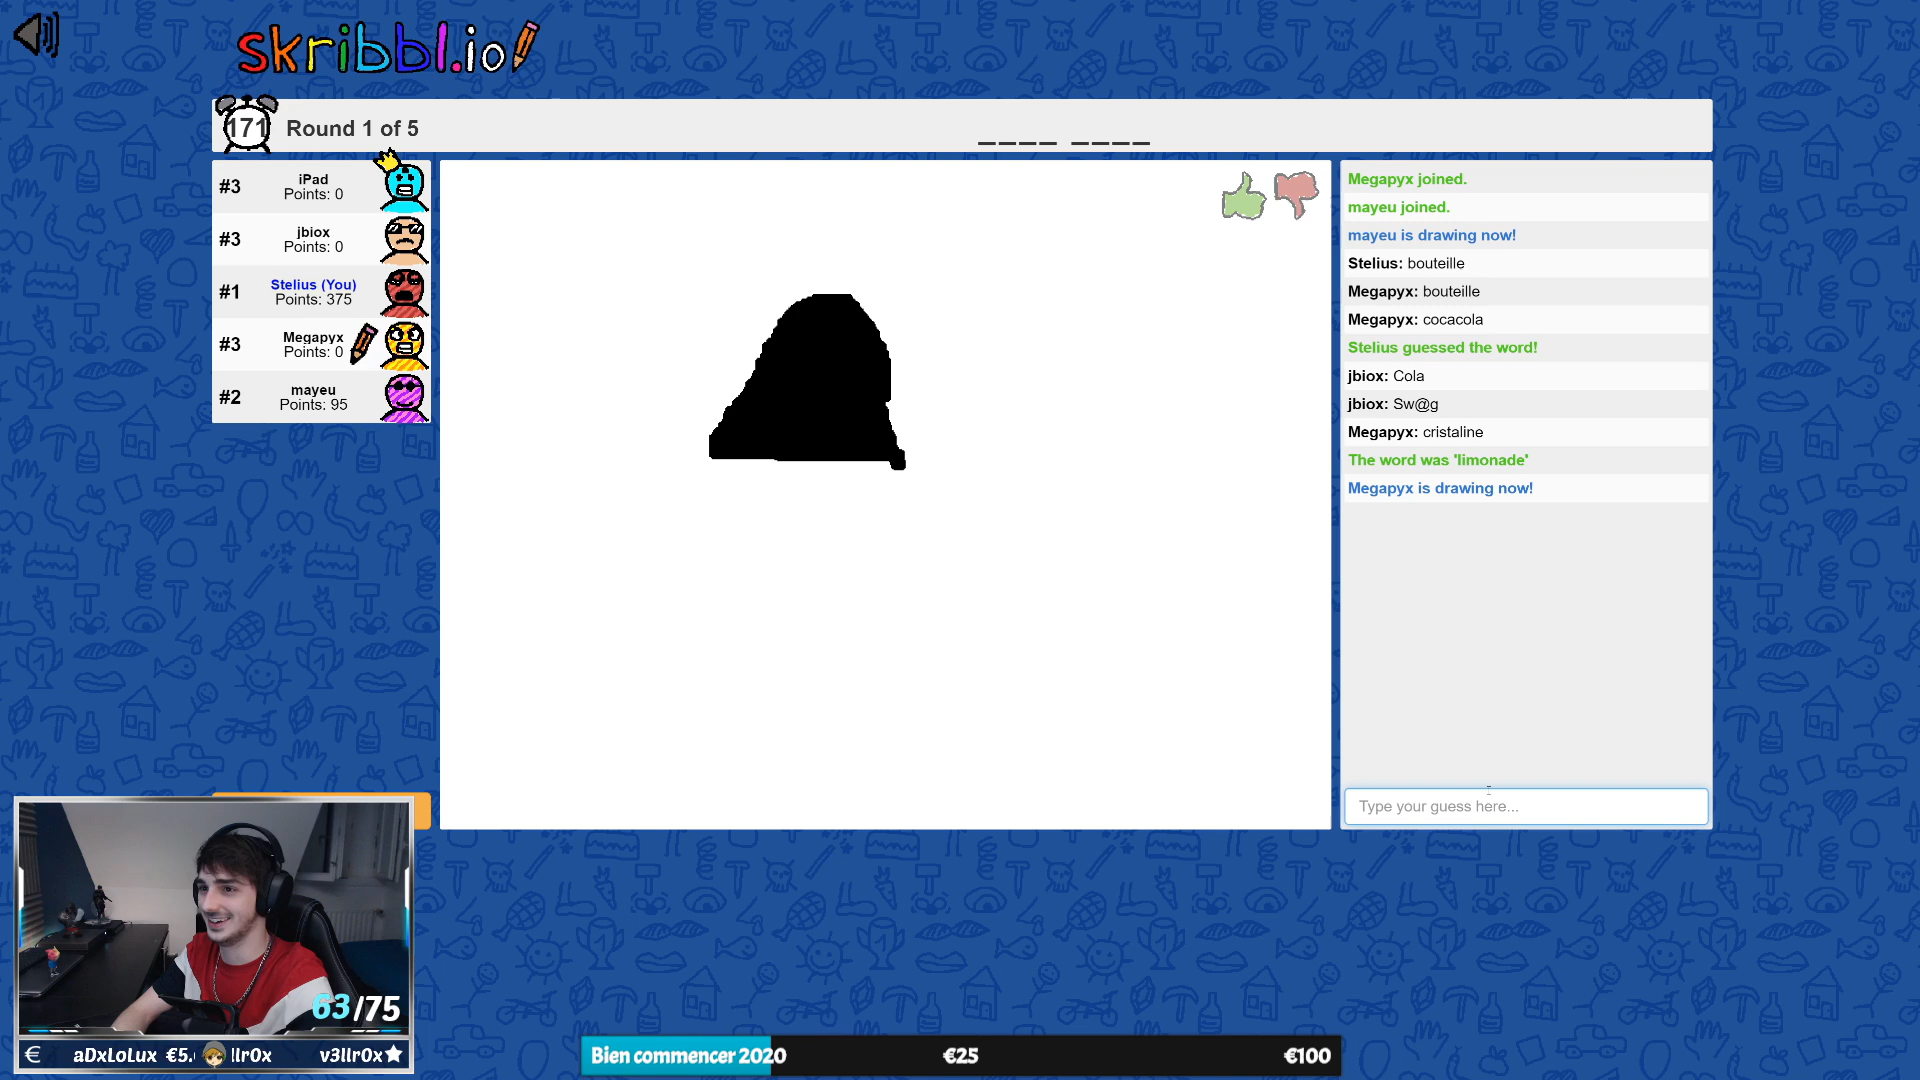 skribbl.io
171
Round 1 of 5
____ ____
#3
iPad
Points: 0
#3
jbiox
Points: 0
#1
Stelius (You)
Points: 375
#3
Megapyx
Points: 0
#2
mayeu
Points: 95
Megapyx joined.
mayeu joined.
mayeu is drawing now!
Stelius: bouteille
Megapyx: bouteille
Megapyx: cocacola
Stelius guessed the word!
jbiox: Cola
jbiox: Sw@g
Megapyx: cristaline
The word was 'limonade'
Megapyx is drawing now!
Type your guess here...
63/75
€ aDxLoLux €5. llr0x v3llr0x
Bien commencer 2020 €25 €100